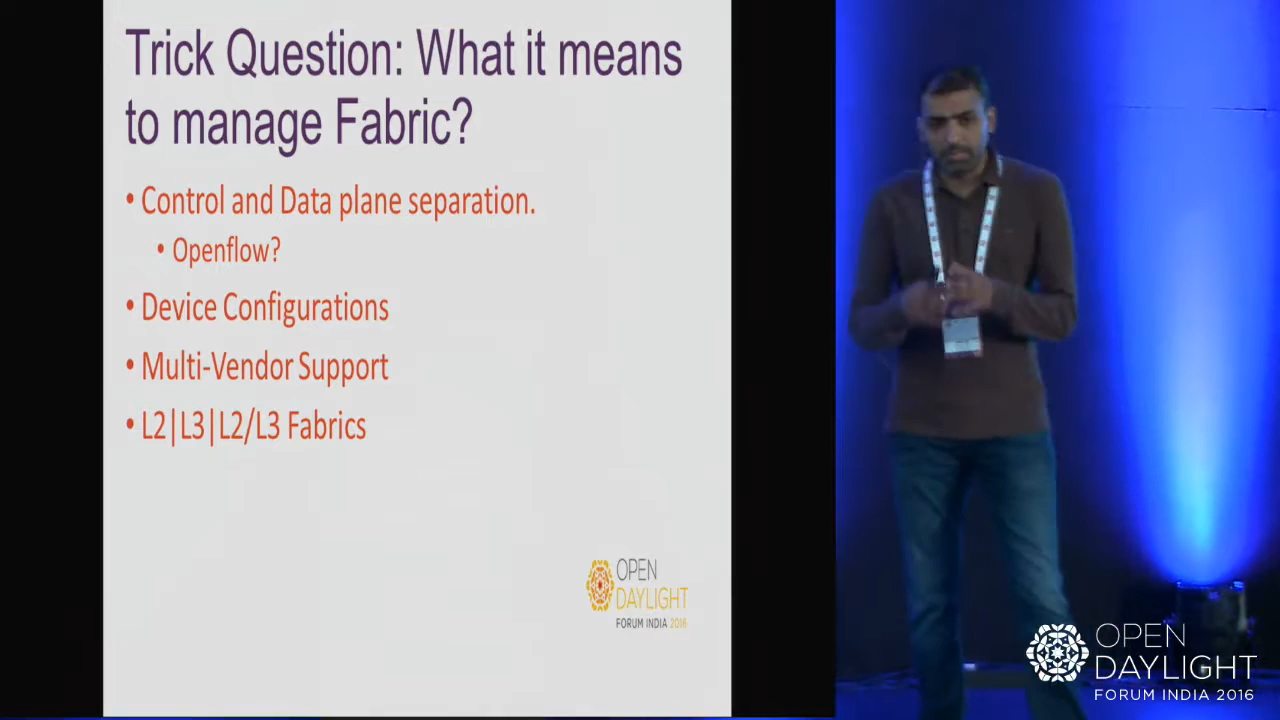 Trick Question: What it means
to manage Fabric?
• Control and Data plane separation.
• Openflow?
• Device Configurations
• Multi-Vendor Support
• L2|L3|L2/L3 Fabrics
OPEN
DAYLIGHT
FORUM INDIA 2016
OPEN
DAYLIGHT
FORUM INDIA 2016